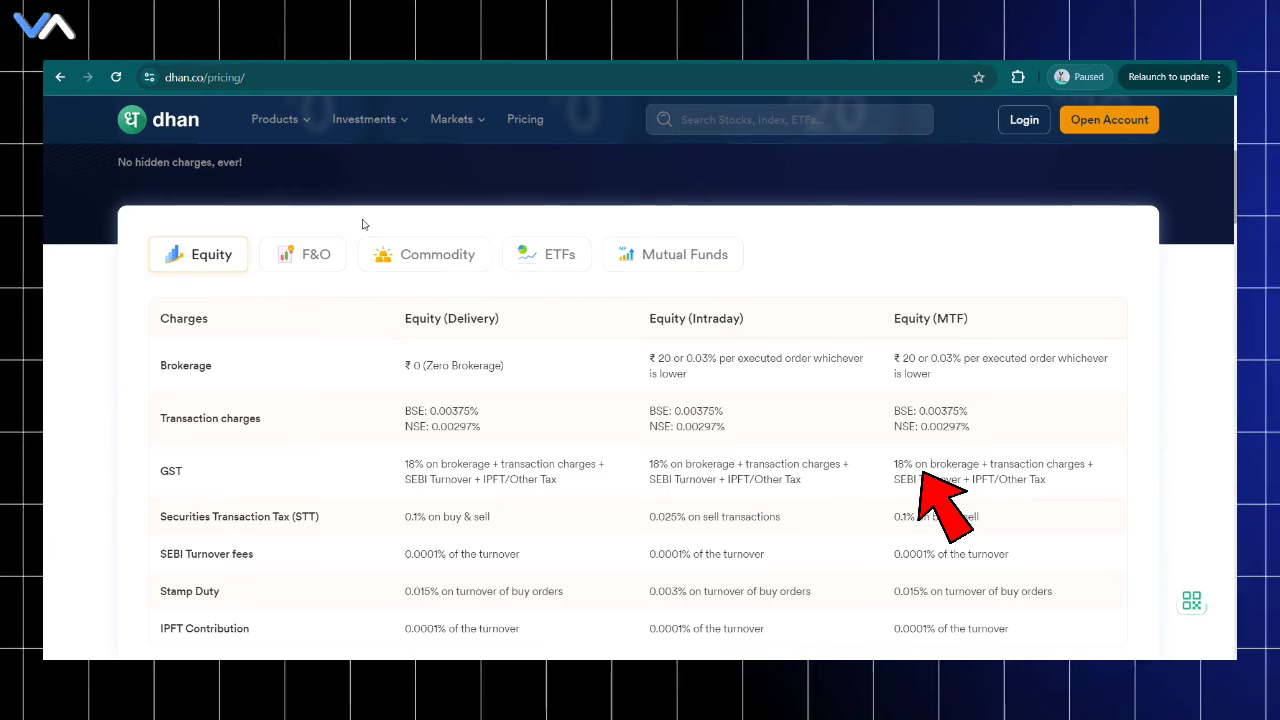 VA
dhan.co/pricing/
Paused
Relaunch to update
धा dhan
Products
Investments
Markets
Pricing
Search Stocks, Index, ETFs...
Login
Open Account
No hidden charges, ever!
Equity
F&O
Commodity
ETFs
Mutual Funds
Charges
Equity (Delivery)
Equity (Intraday)
Equity (MTF)
Brokerage
₹ 0 (Zero Brokerage)
₹ 20 or 0.03% per executed order whichever
is lower
₹ 20 or 0.03% per executed order whichever
is lower
Transaction charges
BSE: 0.00375%
NSE: 0.00297%
BSE: 0.00375%
NSE: 0.00297%
BSE: 0.00375%
NSE: 0.00297%
GST
18% on brokerage + transaction charges +
SEBI Turnover + IPFT/Other Tax
18% on brokerage + transaction charges +
SEBI Turnover + IPFT/Other Tax
18% on brokerage + transaction charges +
SEBI Turnover + IPFT/Other Tax
Securities Transaction Tax (STT)
0.1% on buy & sell
0.025% on sell transactions
0.1% on buy & sell
SEBI Turnover fees
0.0001% of the turnover
0.0001% of the turnover
0.0001% of the turnover
Stamp Duty
0.015% on turnover of buy orders
0.003% on turnover of buy orders
0.015% on turnover of buy orders
IPFT Contribution
0.0001% of the turnover
0.0001% of the turnover
0.0001% of the turnover